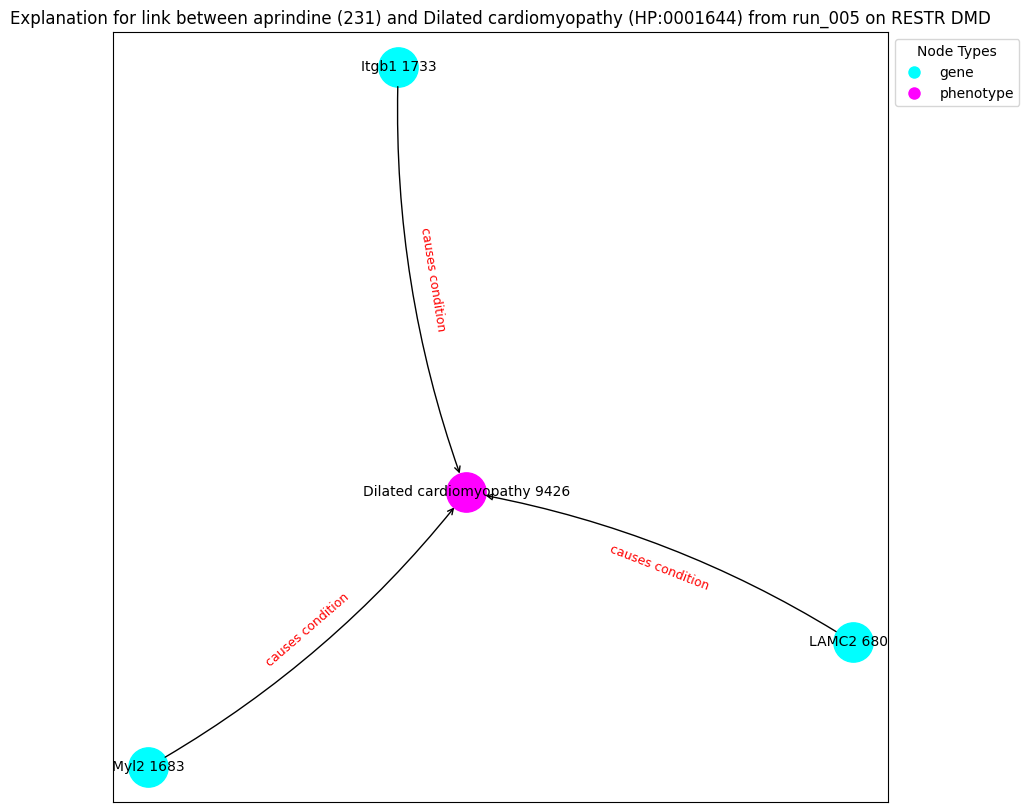 Explanation for link between aprindine (231) and Dilated cardiomyopathy (HP:0001644) from run_005 on RESTR DMD
Node Types
gene
phenotype
Itgb1 1733
causes condition
Dilated cardiomyopathy 9426
causes condition
causes condition
LAMC2 680
Myl2 1683